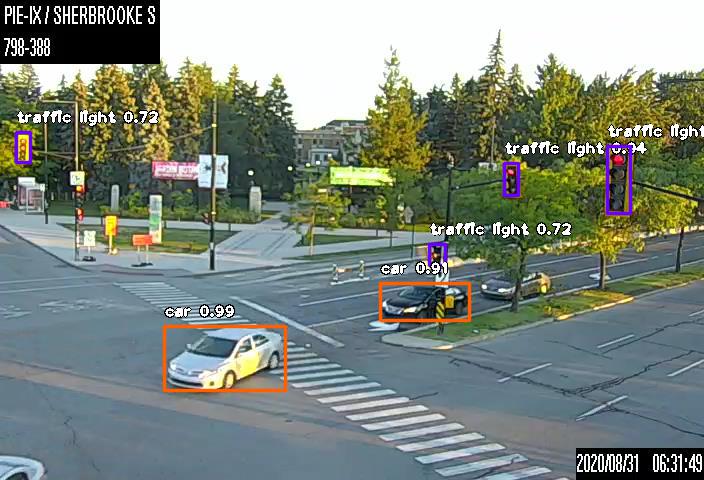 PIE-IX / SHERBROOKE S
798-388
traffic light 0.72
traffic light
traffic light 0.94
traffic light 0.72
car 0.91
car 0.99
2020/08/31 06:31:49